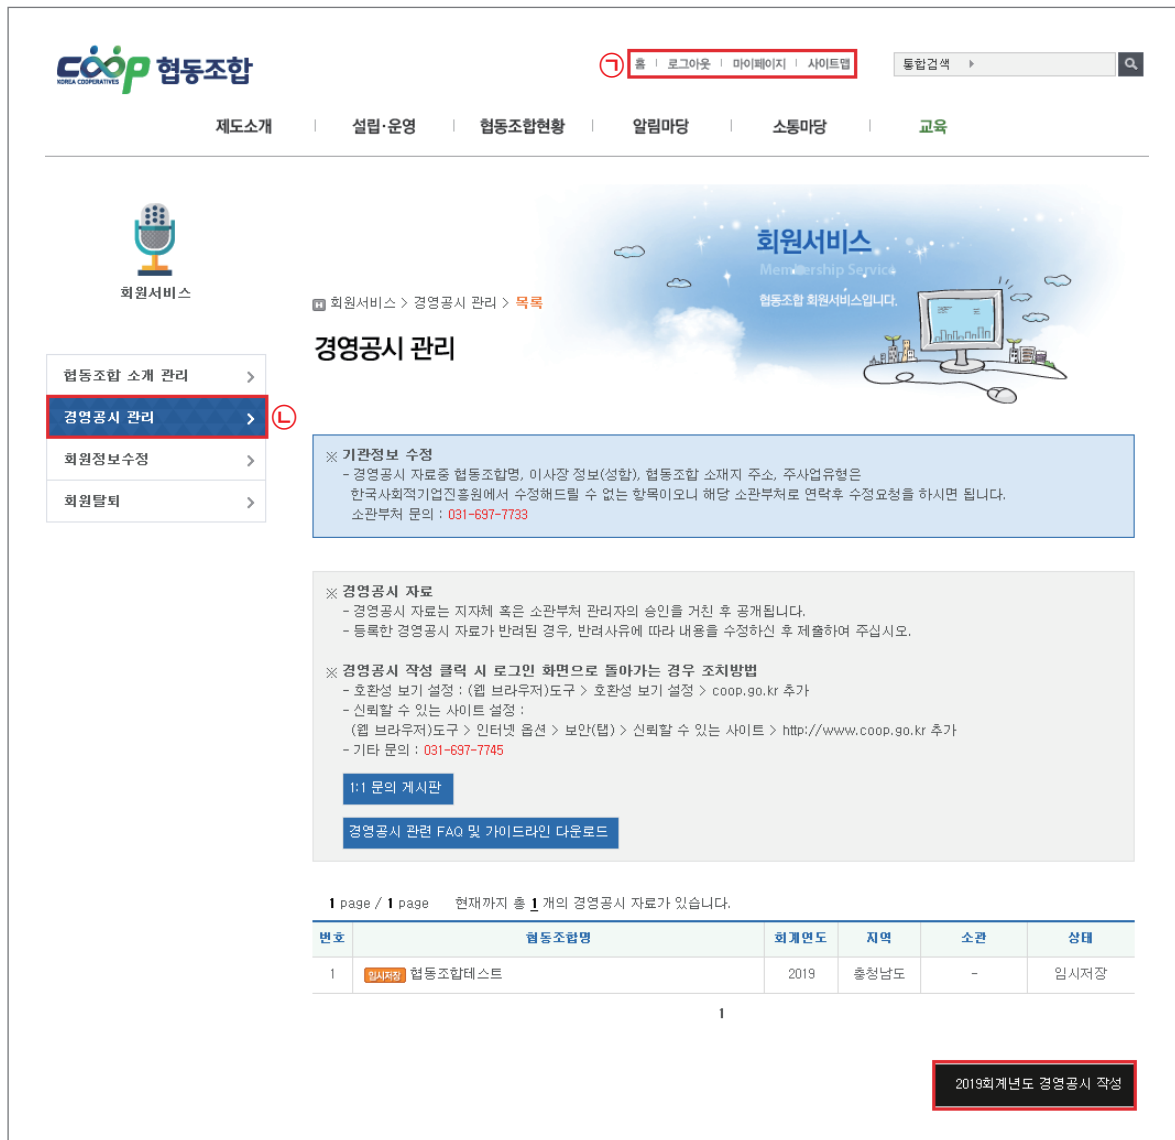 COOP 협동조합
KOREA COOPERATIVES
㉠ 홈 | 로그아웃 | 마이페이지 | 사이트맵
통합검색
제도소개 | 설립·운영 | 협동조합현황 | 알림마당 | 소통마당 | 교육
회원서비스
회원서비스
Membership Service
협동조합 회원서비스입니다.
회원서비스 > 경영공시 관리 > 목록
경영공시 관리
협동조합 소개 관리
경영공시 관리 ㉡
회원정보수정
회원탈퇴
※ 기관정보 수정
- 경영공시 자료중 협동조합명, 이사장 정보(성함), 협동조합 소재지 주소, 주사업유형은
한국사회적기업진흥원에서 수정해드릴 수 없는 항목이오니 해당 소관부처로 연락후 수정요청을 하시면 됩니다.
소관부처 문의 : 031-697-7733
※ 경영공시 자료
- 경영공시 자료는 지자체 혹은 소관부처 관리자의 승인을 거친 후 공개됩니다.
- 등록한 경영공시 자료가 반려된 경우, 반려사유에 따라 내용을 수정하신 후 제출하여 주십시오.
※ 경영공시 작성 클릭 시 로그인 화면으로 돌아가는 경우 조치방법
- 호환성 보기 설정 : (웹 브라우저)도구 > 호환성 보기 설정 > coop.go.kr 추가
- 신뢰할 수 있는 사이트 설정 :
(웹 브라우저)도구 > 인터넷 옵션 > 보안(탭) > 신뢰할 수 있는 사이트 > http://www.coop.go.kr 추가
- 기타 문의 : 031-697-7745
1:1 문의 게시판
경영공시 관련 FAQ 및 가이드라인 다운로드
1 page / 1 page 현재까지 총 1 개의 경영공시 자료가 있습니다.
번호 협동조합명 회계연도 지역 소관 상태
1 임시저장 협동조합테스트 2019 충청남도 - 임시저장
1
2019회계년도 경영공시 작성